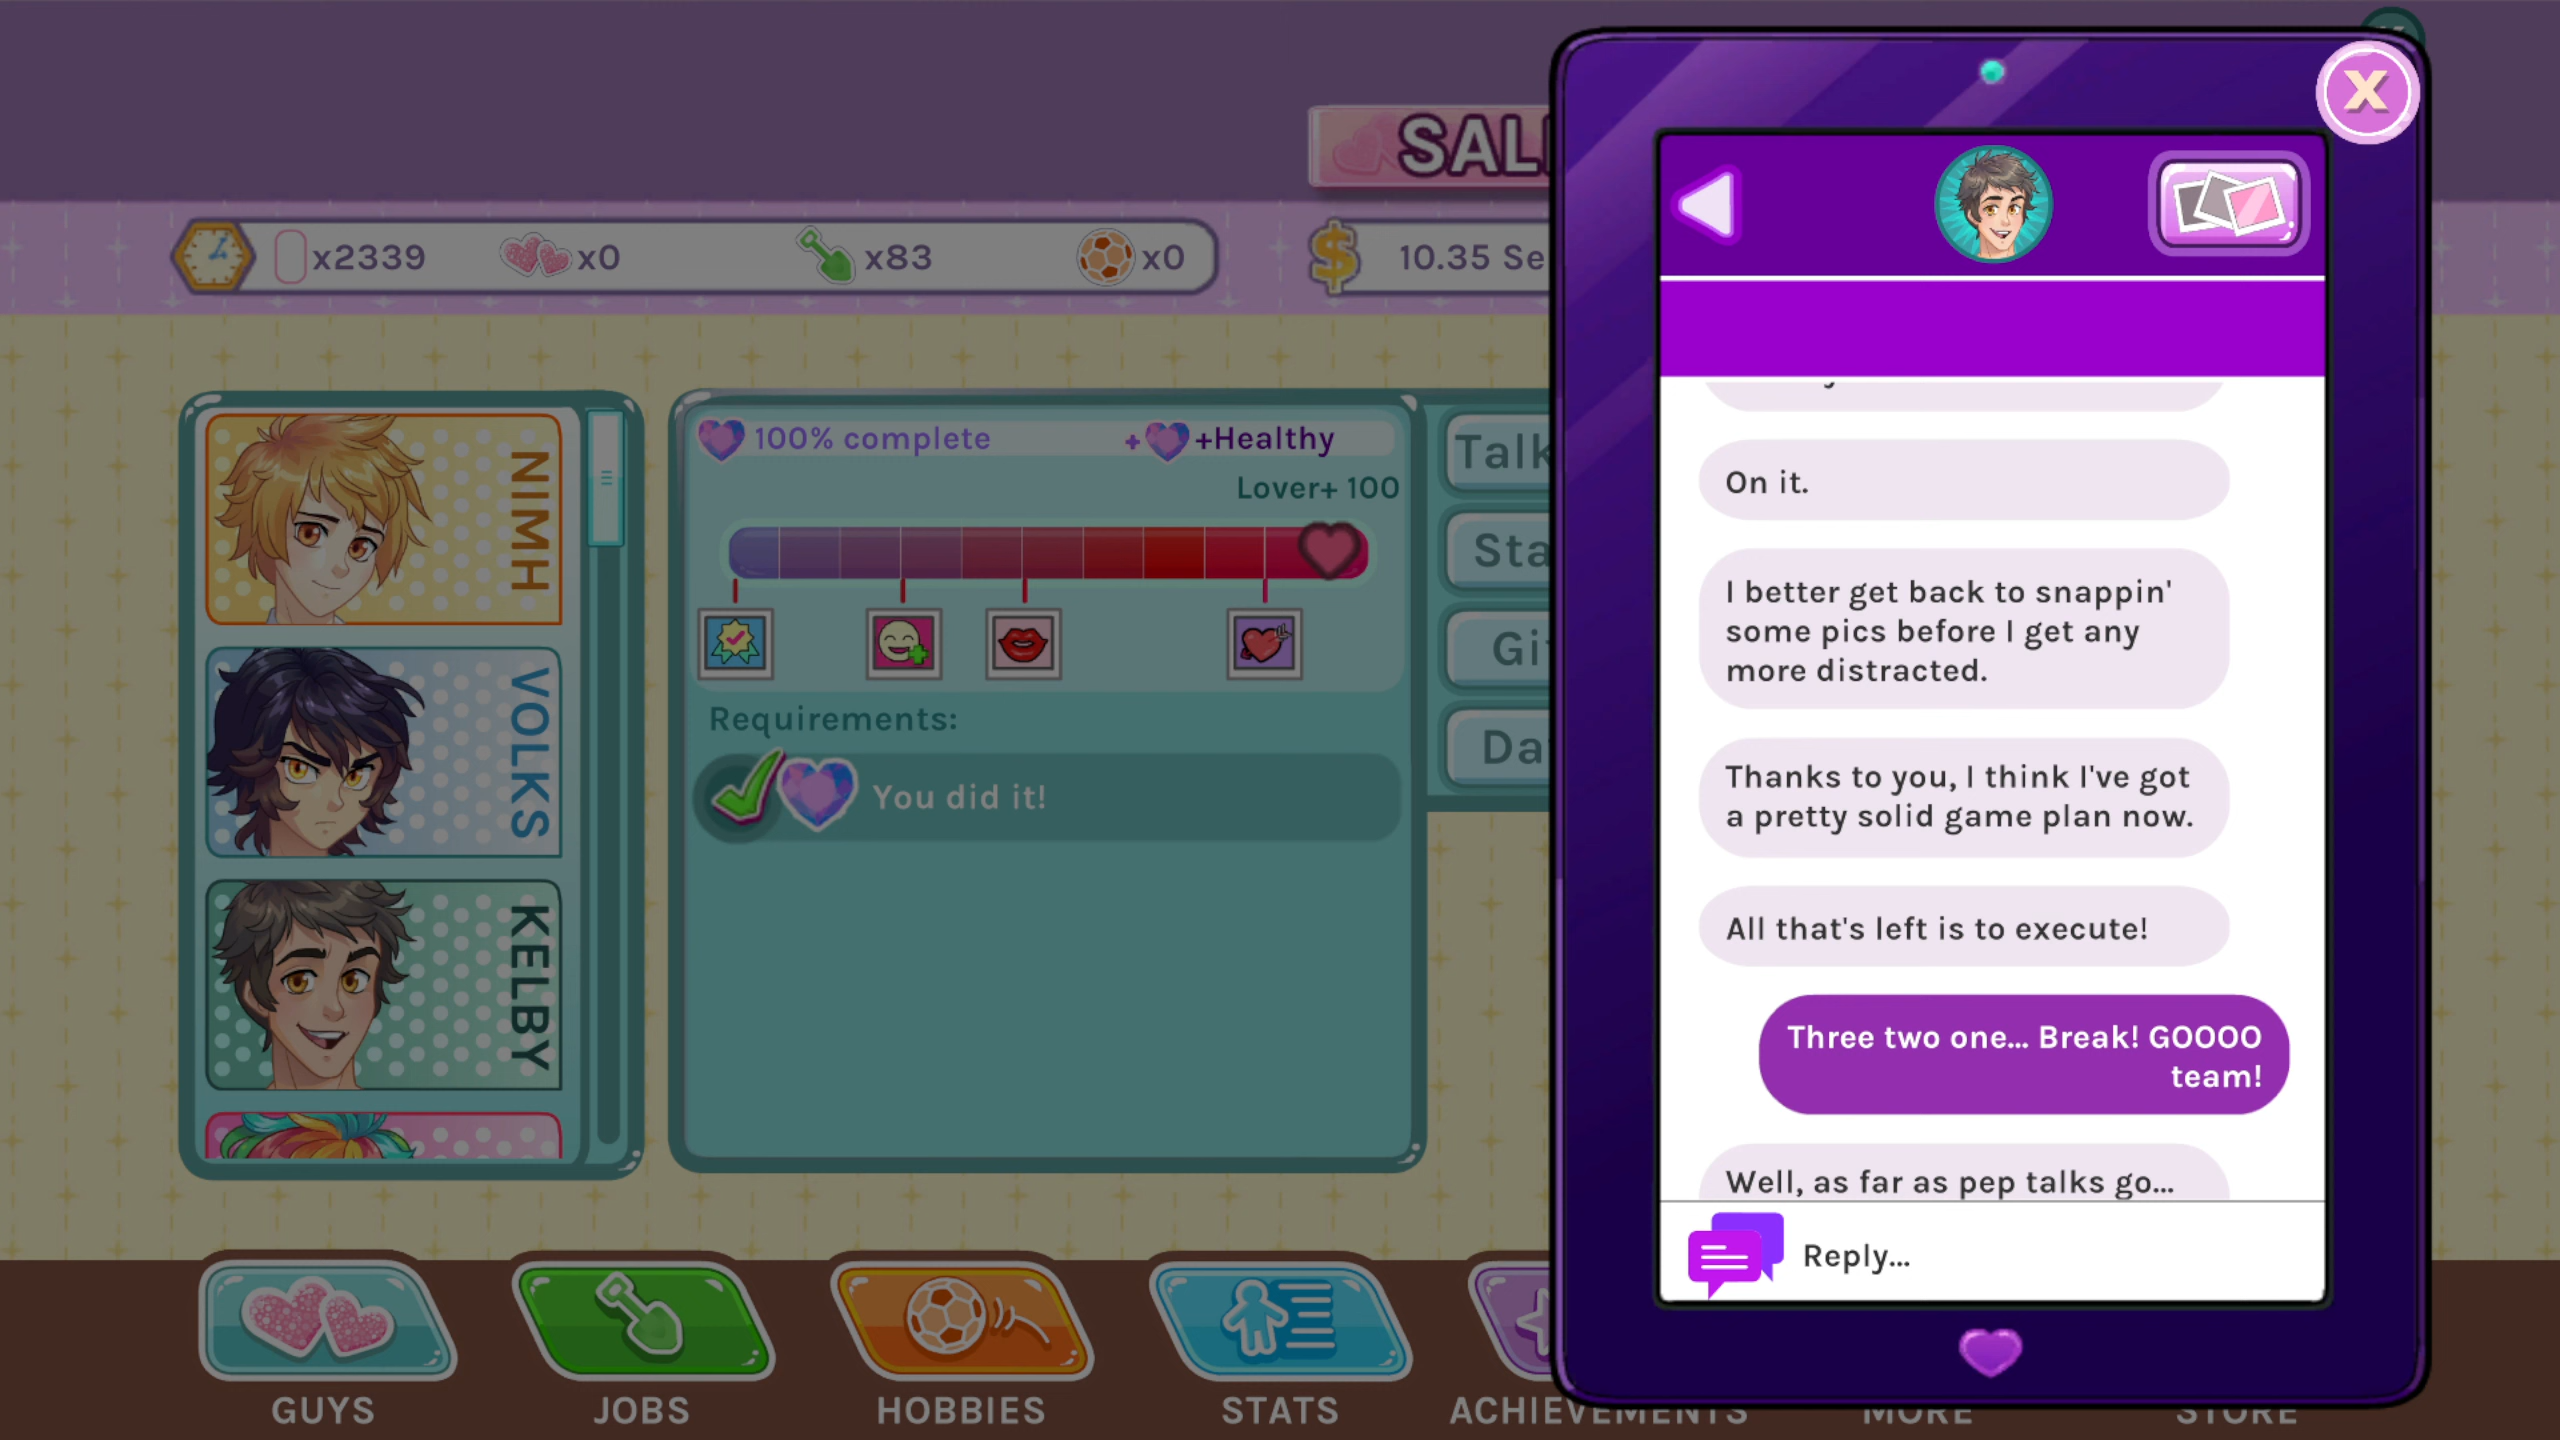 SAL
x2339
x0
x83
x0
10.35 Se
NIMH
VOLKS
KELBY
100% complete
+Healthy
Lover+ 100
Requirements:
You did it!
Talk
Sta
Gi
Da
X
On it.
I better get back to snappin'
some pics before I get any
more distracted.
Thanks to you, I think I've got
a pretty solid game plan now.
All that's left is to execute!
Three two one... Break! GOOOO
team!
Well, as far as pep talks go...
Reply...
GUYS
JOBS
HOBBIES
STATS
ACHIEVEMENTS
MORE
STORE